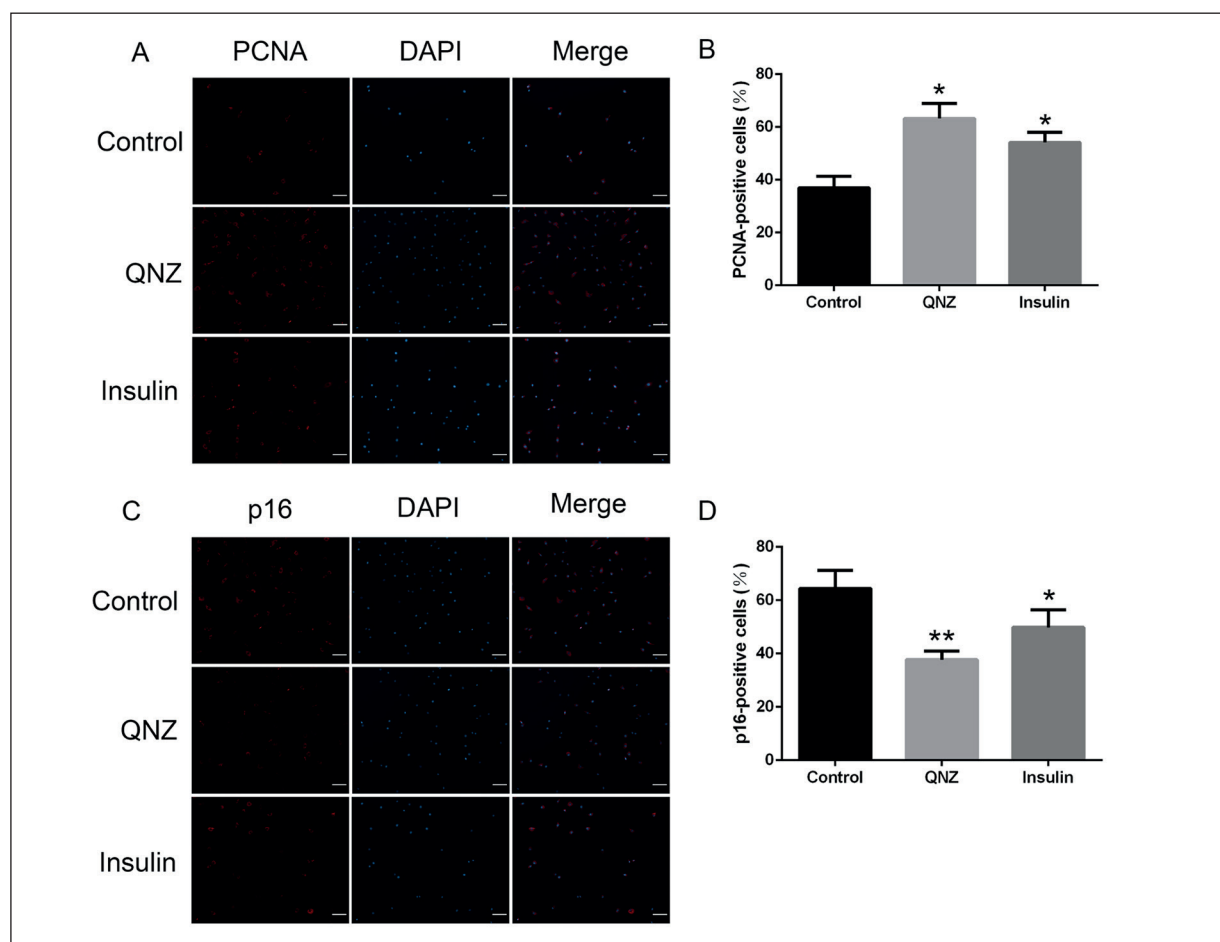 A PCNA DAPI Merge
Control
QNZ
Insulin
B
PCNA-positive cells (%)
80
60
40
20
0
* *
Control QNZ Insulin
C p16 DAPI Merge
Control
QNZ
Insulin
D
p16-positive cells (%)
80
60
40
20
0
** *
Control QNZ Insulin